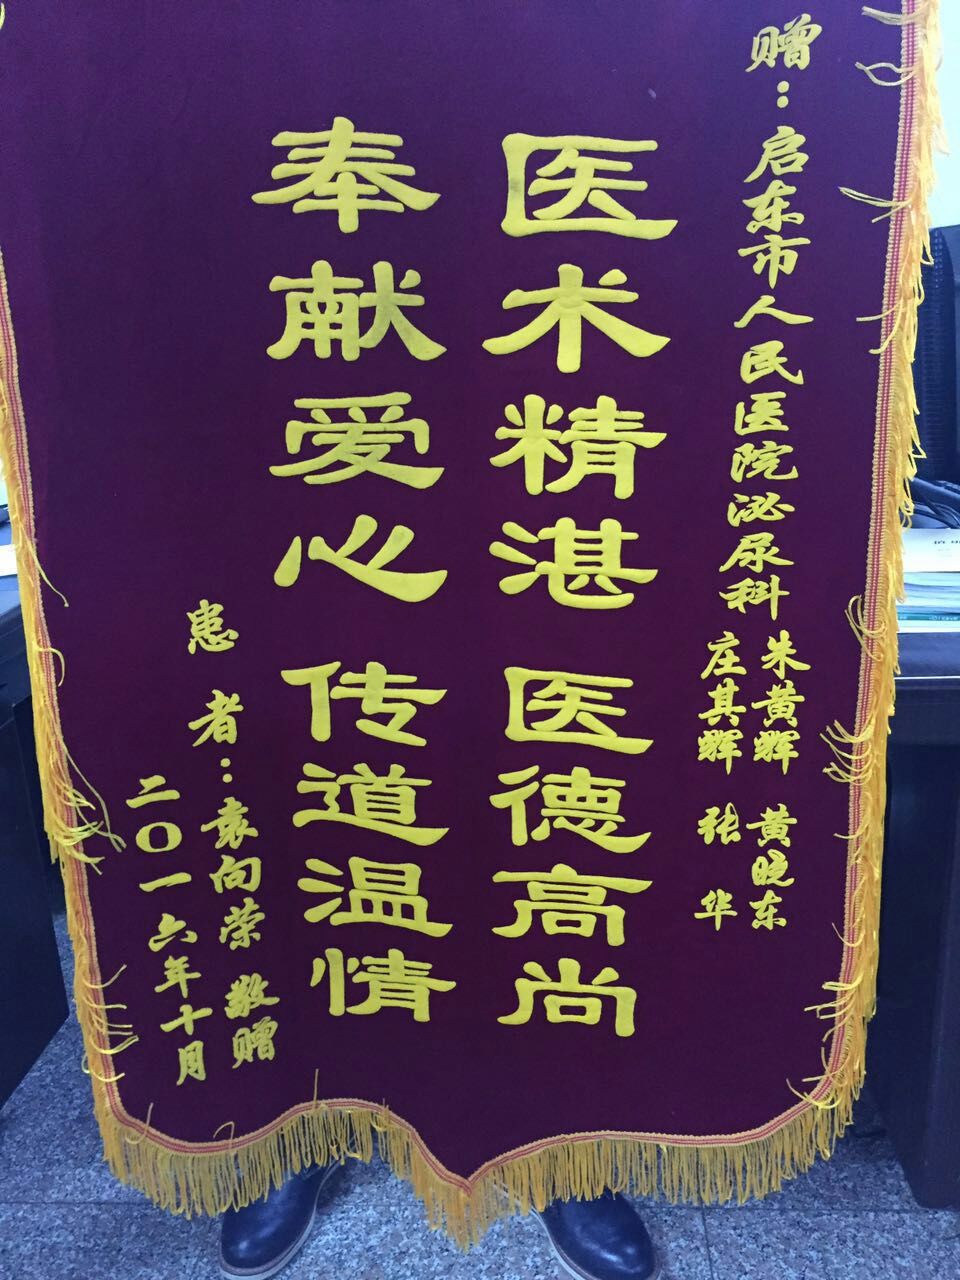 赠：启东市人民医院泌尿科
朱黄辉 黄晓东
庄其辉 张华
医术精湛 医德高尚
奉献爱心 传道温情
患者：袁向荣 敬赠
二〇一六年十月